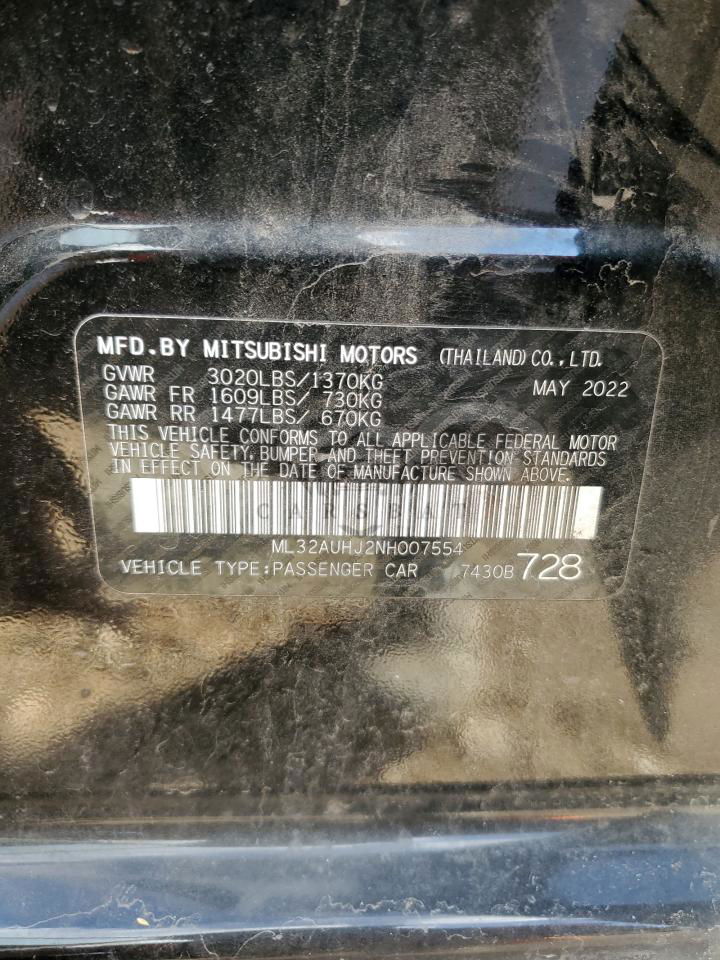 MFD.BY MITSUBISHI MOTORS (THAILAND) CO., LTD.
GVWR 3020LBS/1370KG MAY 2022
GAWR FR 1609LBS/ 730KG
GAWR RR 1477LBS/ 670KG
THIS VEHICLE CONFORMS TO ALL APPLICABLE FEDERAL MOTOR
VEHICLE SAFETY, BUMPER AND THEFT PREVENTION STANDARDS
IN EFFECT ON THE DATE OF MANUFACTURE SHOWN ABOVE.
CARSBAT
ML32AUHJ2NH007554
VEHICLE TYPE:PASSENGER CAR 7430B 728